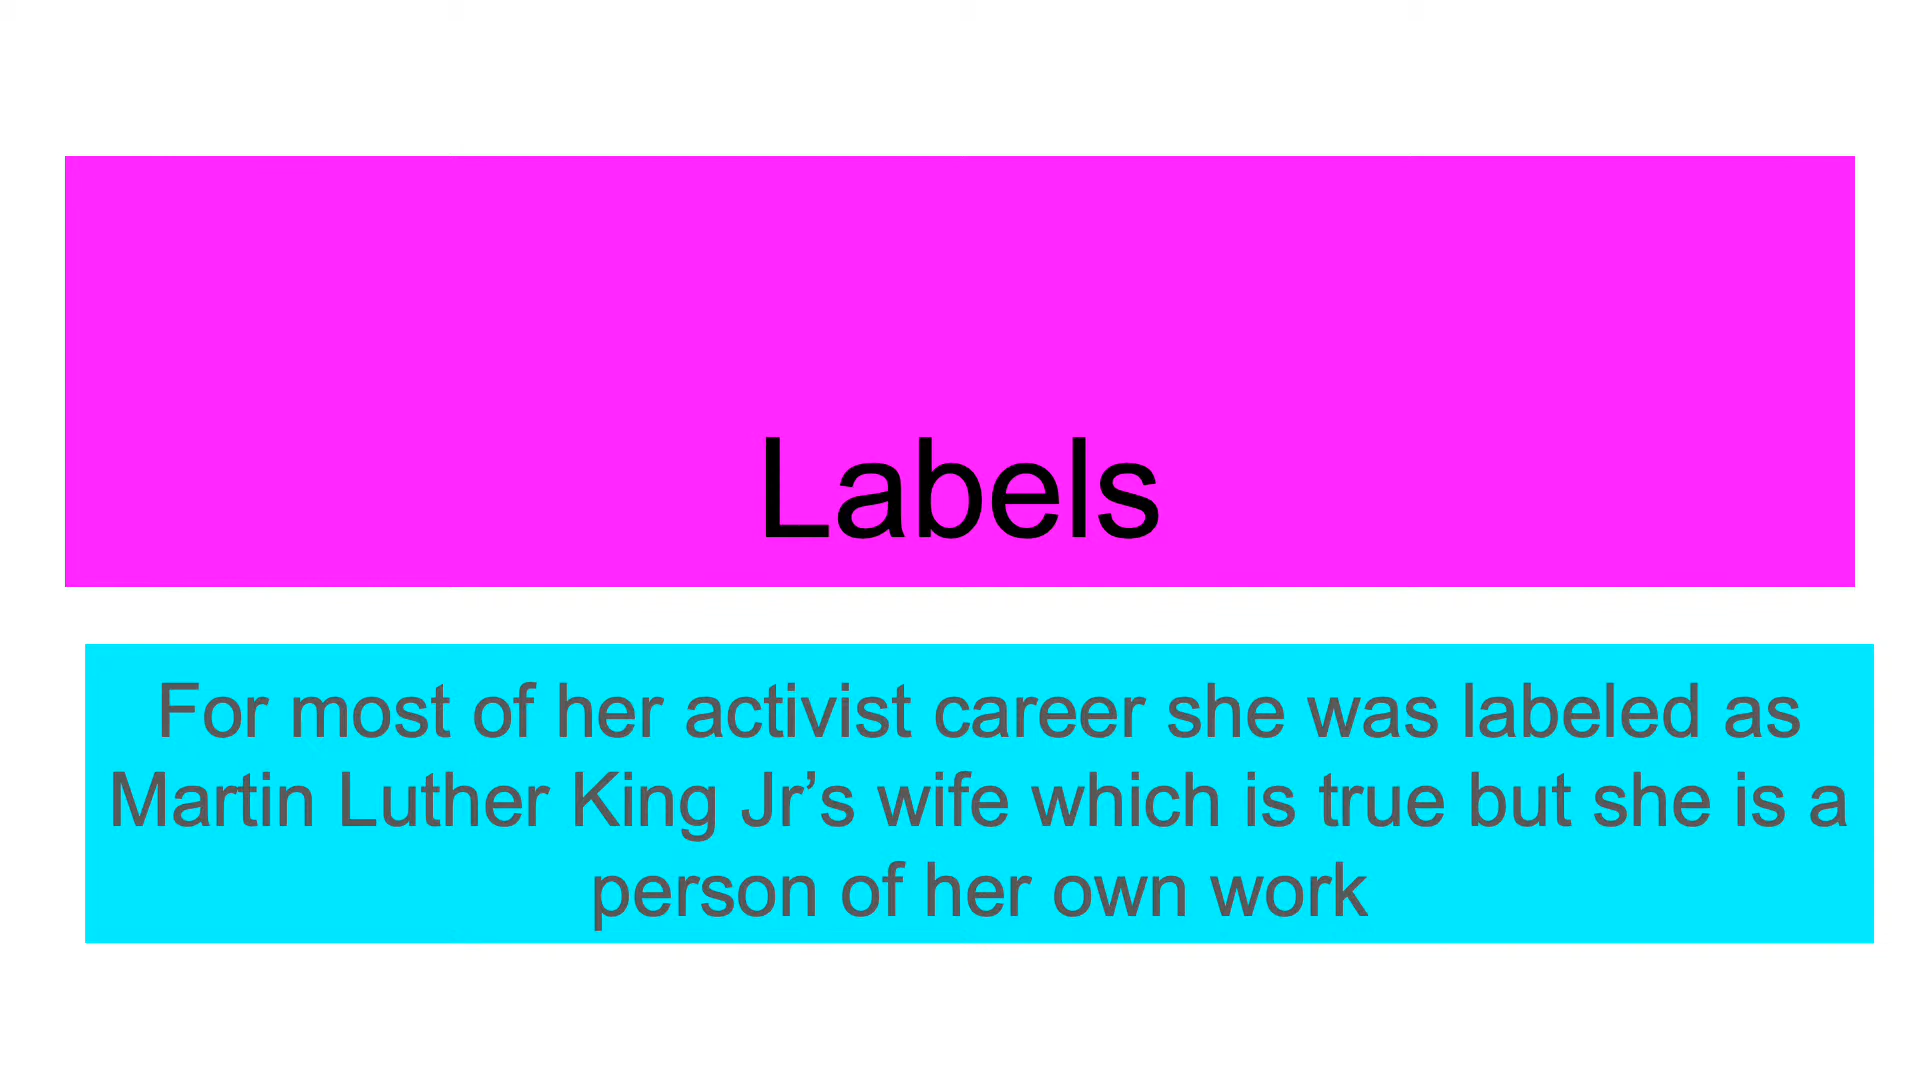 Labels
For most of her activist career she was labeled as
Martin Luther King Jr’s wife which is true but she is a
person of her own work